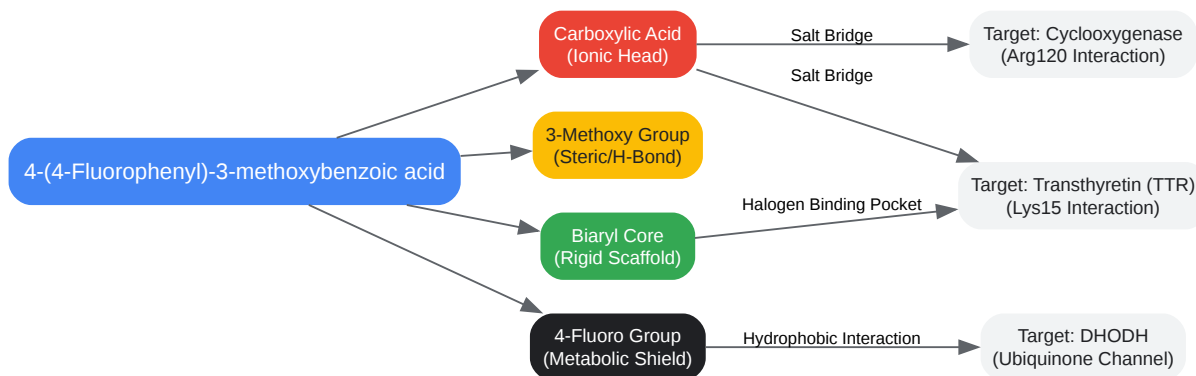 Carboxylic Acid
(Ionic Head)
Salt Bridge
Target: Cyclooxygenase
(Arg120 Interaction)
Salt Bridge
4-(4-Fluorophenyl)-3-methoxybenzoic acid
3-Methoxy Group
(Steric/H-Bond)
Target: Transthyretin (TTR)
(Lys15 Interaction)
Halogen Binding Pocket
Biaryl Core
(Rigid Scaffold)
4-Fluoro Group
(Metabolic Shield)
Hydrophobic Interaction
Target: DHODH
(Ubiquinone Channel)